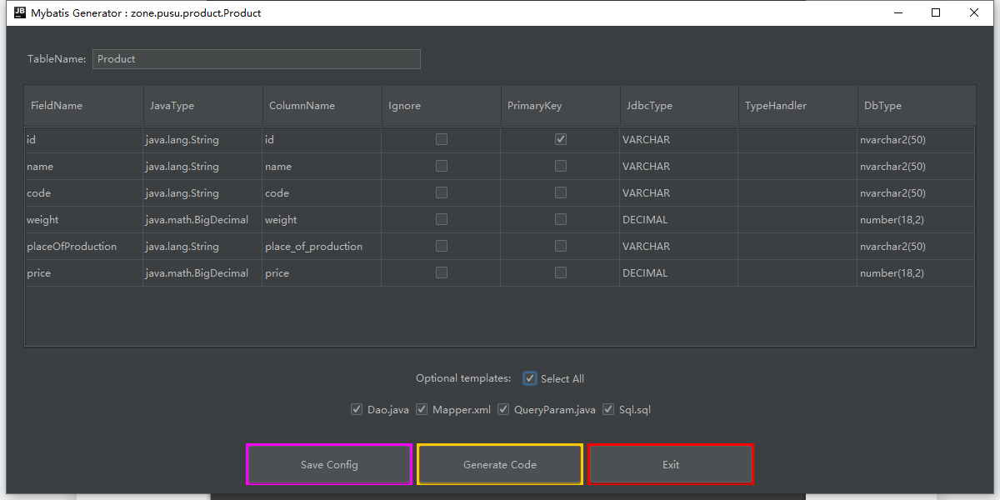 JB Mybatis Generator : zone.pusu.product.Product
TableName: Product
FieldName JavaType ColumnName Ignore PrimaryKey JdbcType TypeHandler DbType
id java.lang.String id VARCHAR nvarchar2(50)
name java.lang.String name VARCHAR nvarchar2(50)
code java.lang.String code VARCHAR nvarchar2(50)
weight java.math.BigDecimal weight DECIMAL number(18,2)
placeOfProduction java.lang.String place_of_production VARCHAR nvarchar2(50)
price java.math.BigDecimal price DECIMAL number(18,2)
Optional templates: Select All
Dao.java Mapper.xml QueryParam.java Sql.sql
Save Config Generate Code Exit